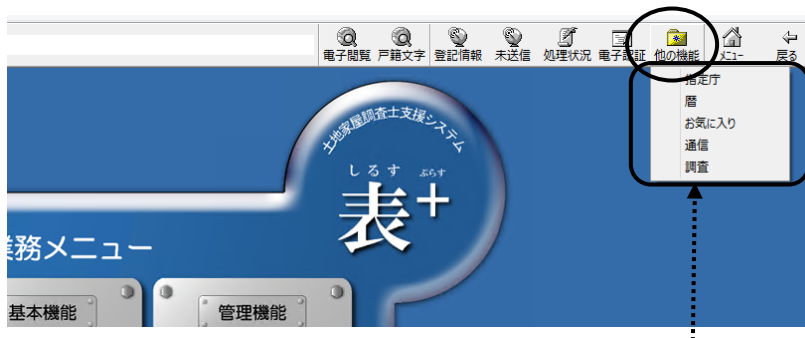 電子閲覧 戸籍文字 登記情報 未送信 処理状況 電子認証 他の機能 ﾒﾆｭｰ 戻る
指定庁
暦
お気に入り
通信
調査
土地家屋調査士支援システム
しるす ぷらす
表+
業務メニュー
基本機能 管理機能